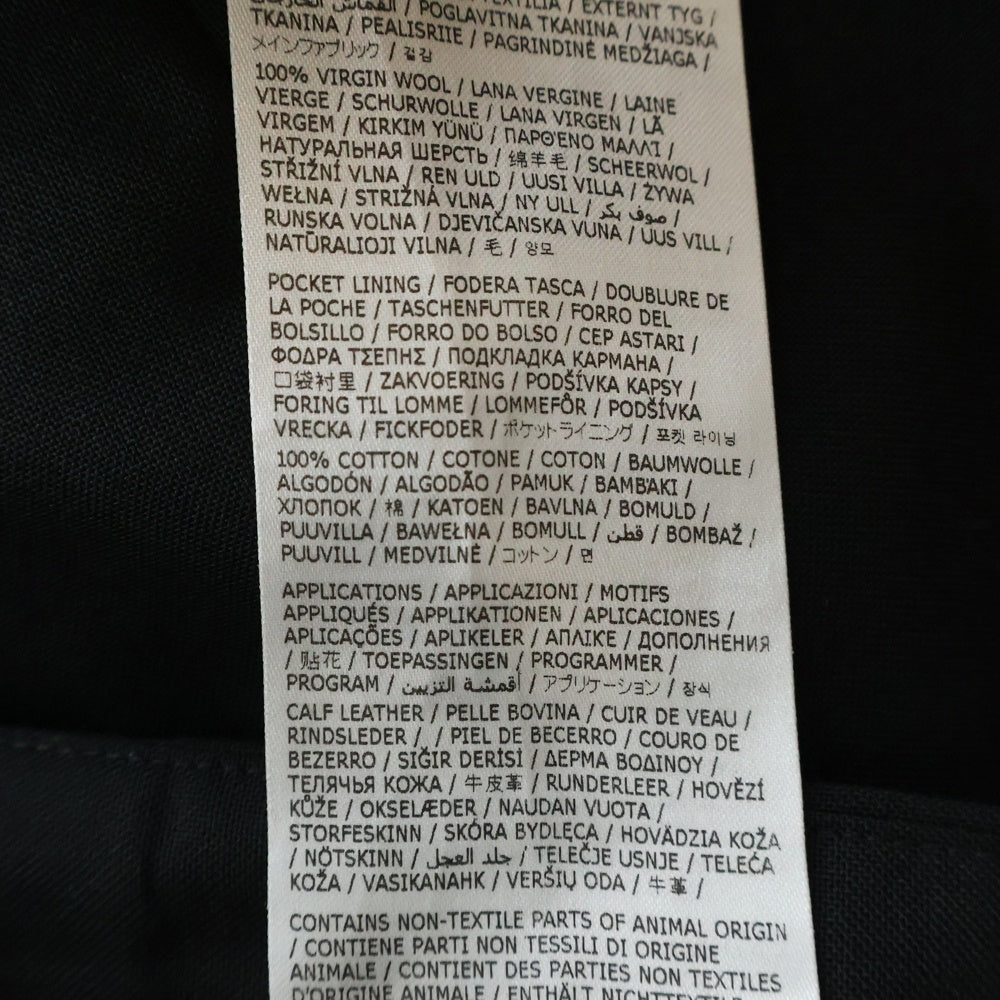 القماش الخارجي / POGLAVITNA TKANINA / VANJSKA
TKANINA / PEALISRIIE / PAGRINDINĖ MEDŽIAGA /
メインファブリック / 겉감
100% VIRGIN WOOL / LANA VERGINE / LAINE
VIERGE / SCHURWOLLE / LANA VIRGEN / LÃ
VIRGEM / KIRKIM YÜNÜ / ΠΑΡΘΈΝΟ ΜΑΛΛΊ /
НАТУРАЛЬНАЯ ШЕРСТЬ / 绵羊毛 / SCHEERWOL /
STŘIŽNÍ VLNA / REN ULD / UUSI VILLA / ŻYWA
WEŁNA / STRIŽNÁ VLNA / NY ULL / صوف بكر /
RUNSKA VOLNA / DJEVIČANSKA VUNA / UUS VILL /
NATŪRALIOJI VILNA / 毛 / 양모
POCKET LINING / FODERA TASCA / DOUBLURE DE
LA POCHE / TASCHENFUTTER / FORRO DEL
BOLSILLO / FORRO DO BOLSO / CEP ASTARI /
ΦΟΔΡΑ ΤΣΕΠΗΣ / ПОДКЛАДКА КАРМАНА /
口袋衬里 / ZAKVOERING / PODŠÍVKA KAPSY /
FORING TIL LOMME / LOMMEFÔR / PODŠÍVKA
VRECKA / FICKFODER / ポケットライニング / 포켓 라이닝
100% COTTON / COTONE / COTON / BAUMWOLLE /
ALGODÓN / ALGODÃO / PAMUK / ΒΑΜΒΆΚΙ /
ХЛОПОК / 棉 / KATOEN / BAVLNA / BOMULD /
PUUVILLA / BAWEŁNA / BOMULL / قطن / BOMBAŽ /
PUUVILL / MEDVILNĖ / コットン / 면
APPLICATIONS / APPLICAZIONI / MOTIFS
APPLIQUÉS / APPLIKATIONEN / APLICACIONES /
APLICAÇÕES / APLIKELER / ΑΠΛΙΚΕ / ДОПОЛНЕНИЯ
/ 贴花 / TOEPASSINGEN / PROGRAMMER /
PROGRAM / أقمشة التزيين / アプリケーション / 장식
CALF LEATHER / PELLE BOVINA / CUIR DE VEAU /
RINDSLEDER / / PIEL DE BECERRO / COURO DE
BEZERRO / SIĞIR DERİSİ / ΔΕΡΜΑ ΒΟΔΙΝΟΥ /
ТЕЛЯЧЬЯ КОЖА / 牛皮革 / RUNDERLEER / HOVĚZÍ
KŮŽE / OKSELÆDER / NAUDAN VUOTA /
STORFESKINN / SKÓRA BYDLĘCA / HOVÄDZIA KOŽA
/ NÖTSKINN / جلد العجل / TELEČJE USNJE / TELEĆA
KOŽA / VASIKANAHK / VERŠIŲ ODA / 牛革 /
CONTAINS NON-TEXTILE PARTS OF ANIMAL ORIGIN
/ CONTIENE PARTI NON TESSILI DI ORIGINE
ANIMALE / CONTIENT DES PARTIES NON TEXTILES
D'ORIGINE ANIMALE / ENTHÄLT